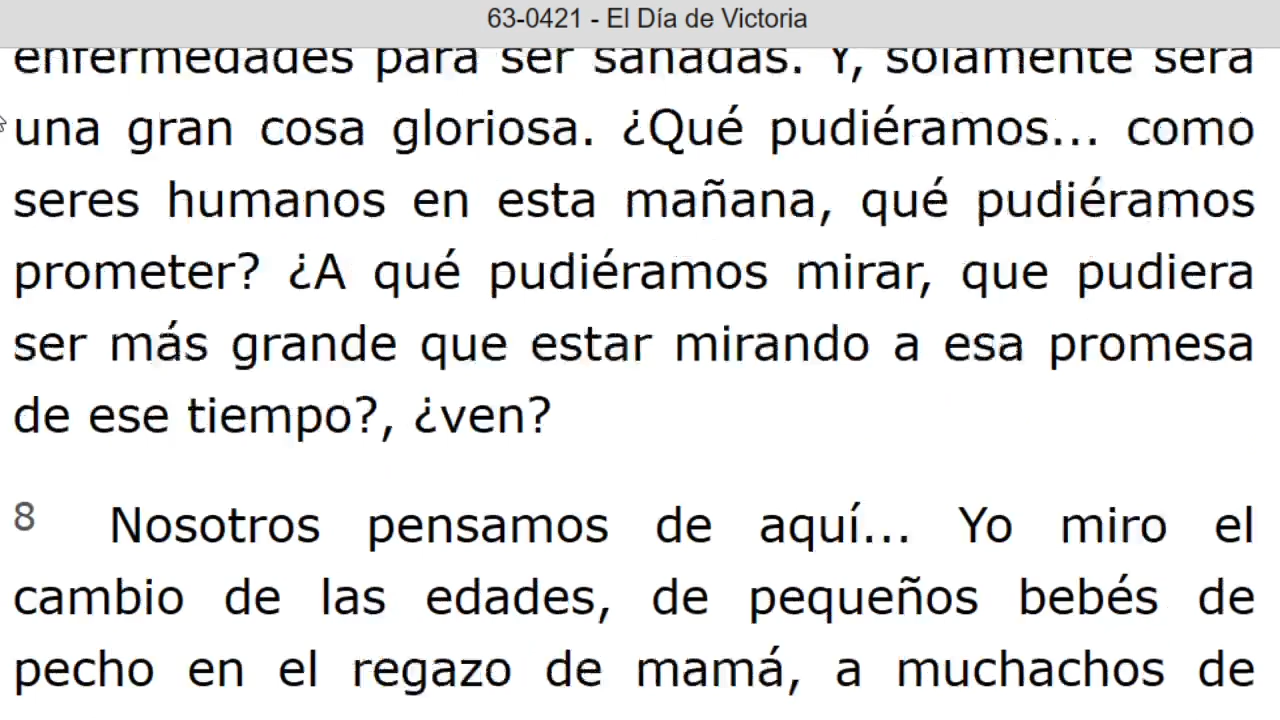 63-0421 - El Día de Victoria
enfermedades para ser sanadas. Y, solamente será
una gran cosa gloriosa. ¿Qué pudiéramos... como
seres humanos en esta mañana, qué pudiéramos
prometer? ¿A qué pudiéramos mirar, que pudiera
ser más grande que estar mirando a esa promesa
de ese tiempo?, ¿ven?
8 Nosotros pensamos de aquí... Yo miro el
cambio de las edades, de pequeños bebés de
pecho en el regazo de mamá, a muchachos de